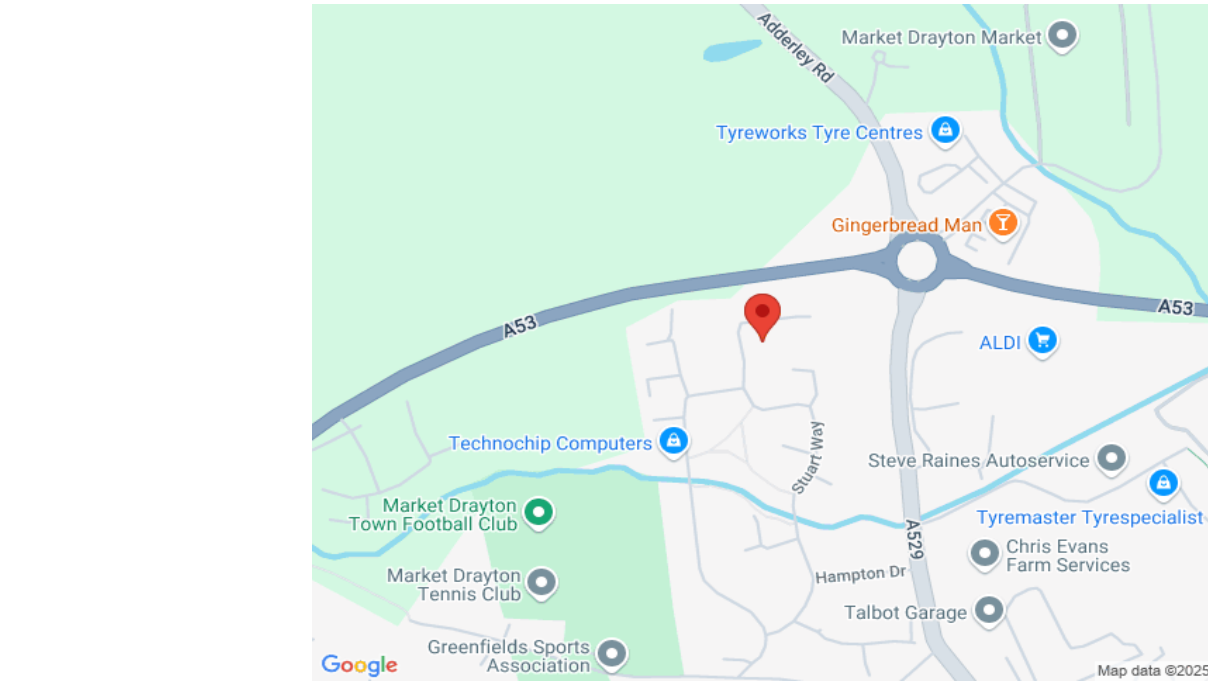 Adderley Rd
Market Drayton Market
Tyreworks Tyre Centres
Gingerbread Man
A53
A53
ALDI
Technochip Computers
Stuart Way
Steve Raines Autoservice
Market Drayton
Town Football Club
Tyremaster Tyrespecialist
A529
Chris Evans
Farm Services
Market Drayton
Tennis Club
Hampton Dr
Talbot Garage
Greenfields Sports
Association
Google
Map data ©2025